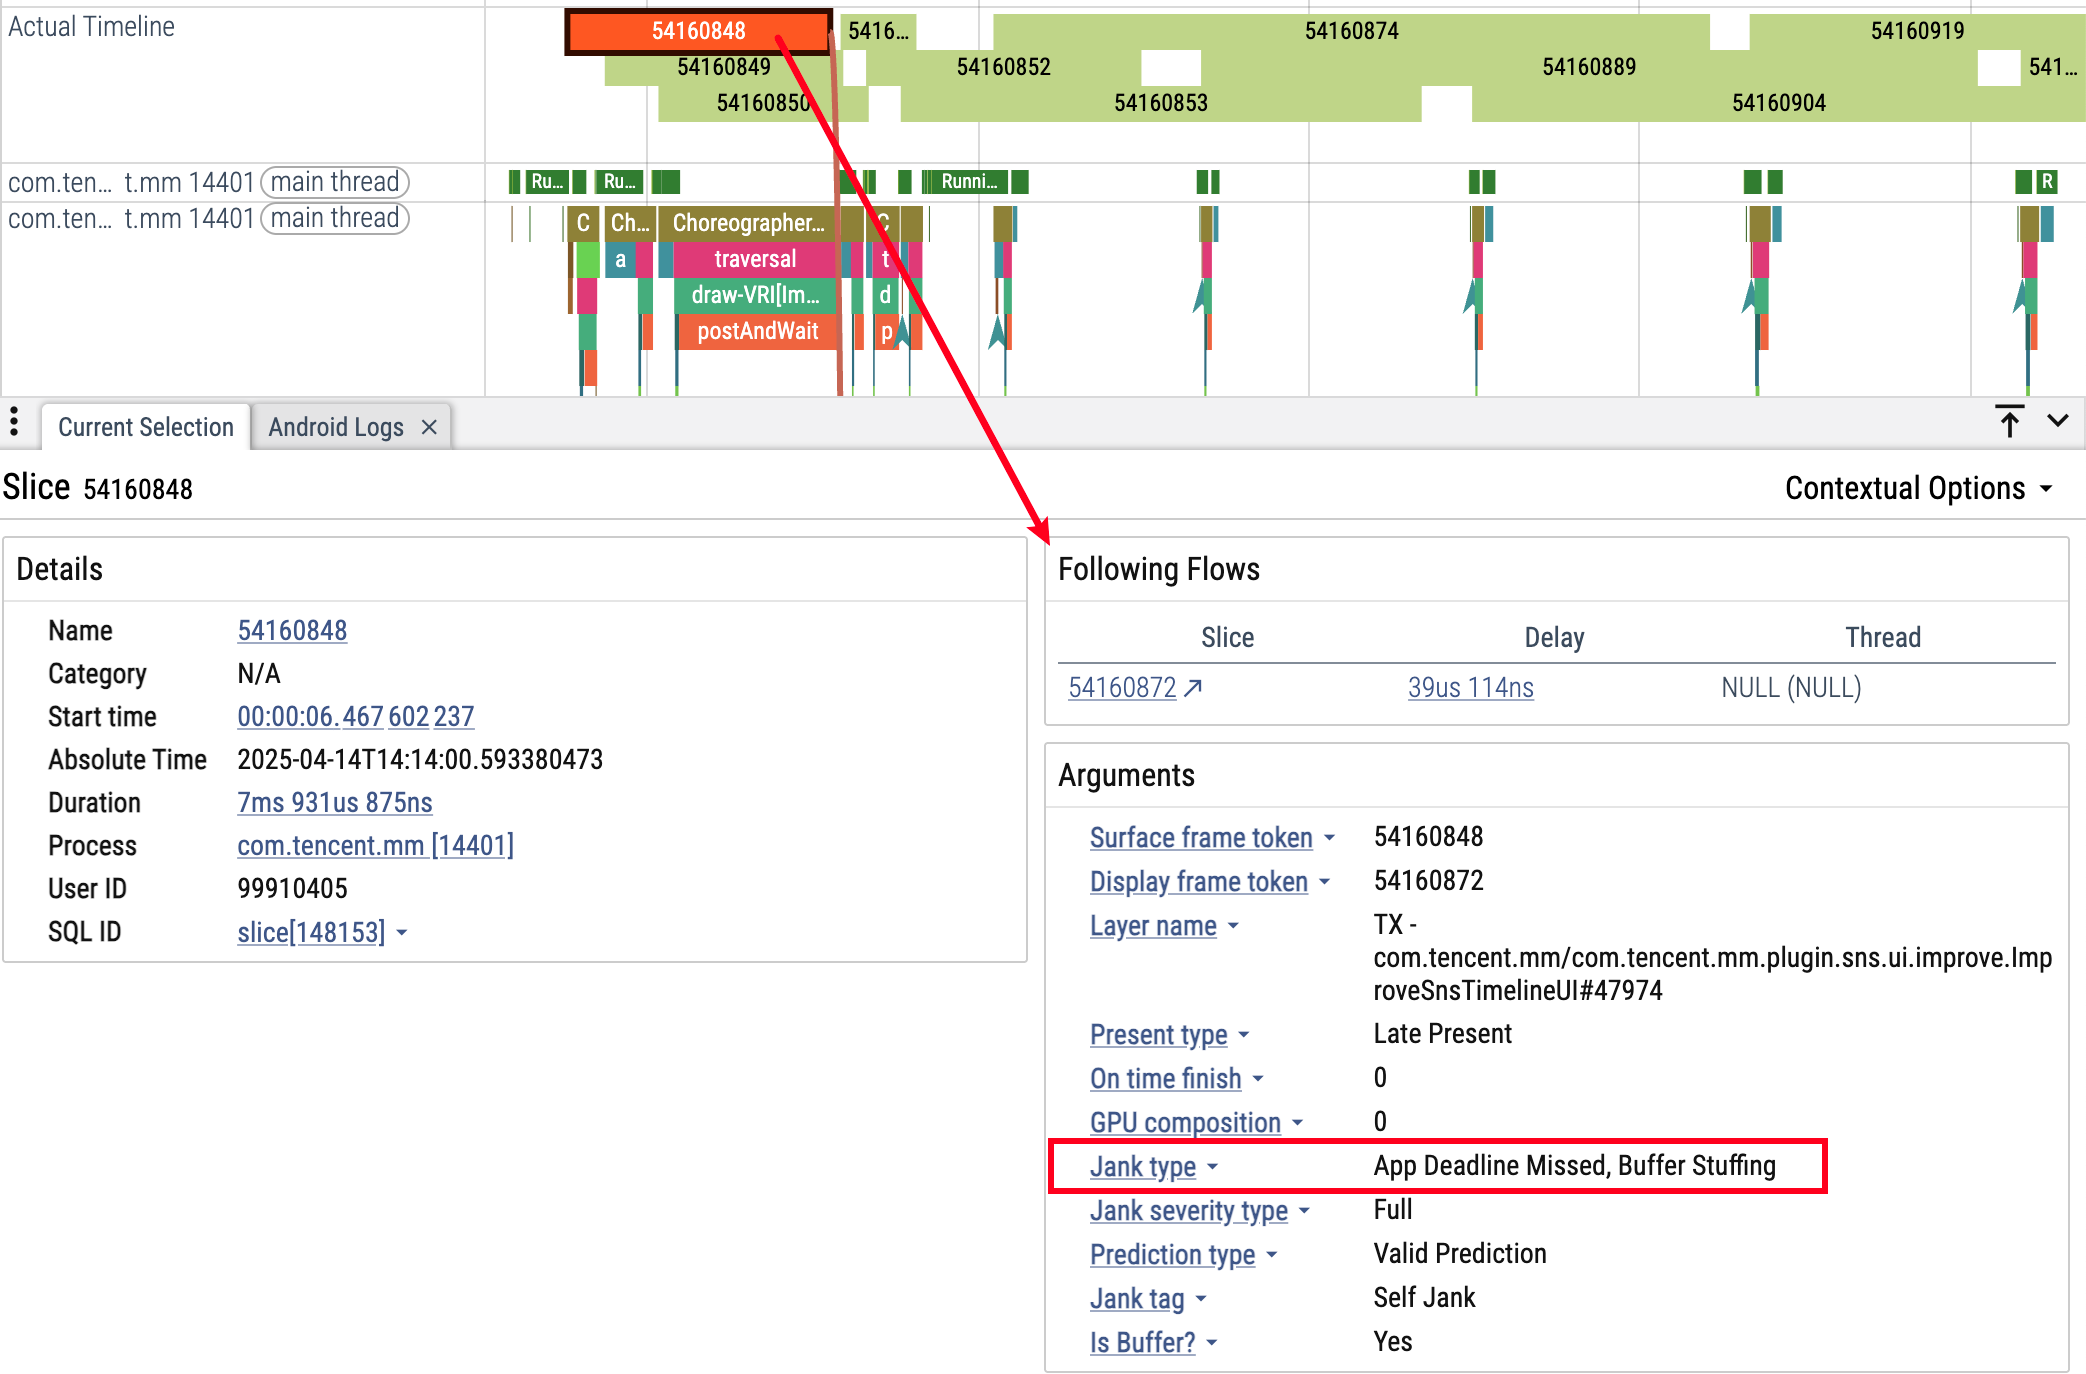 Actual Timeline
54160848 5416... 54160874 54160919
54160849 54160852 54160889 541...
54160850 54160853 54160904
com.ten... t.mm 14401 main thread Ru... Ru... Runni... R
com.ten... t.mm 14401 main thread C Ch... Choreographer... C
a traversal t
draw-VRI[Im... d
postAndWait p
Current Selection Android Logs ×
Slice 54160848 Contextual Options
Details
Name 54160848
Category N/A
Start time 00:00:06.467 602 237
Absolute Time 2025-04-14T14:14:00.593380473
Duration 7ms 931us 875ns
Process com.tencent.mm [14401]
User ID 99910405
SQL ID slice[148153]
Following Flows
Slice Delay Thread
54160872 39us 114ns NULL (NULL)
Arguments
Surface frame token 54160848
Display frame token 54160872
Layer name TX -
com.tencent.mm/com.tencent.mm.plugin.sns.ui.improve.Imp
roveSnsTimelineUI#47974
Present type Late Present
On time finish 0
GPU composition 0
Jank type App Deadline Missed, Buffer Stuffing
Jank severity type Full
Prediction type Valid Prediction
Jank tag Self Jank
Is Buffer? Yes